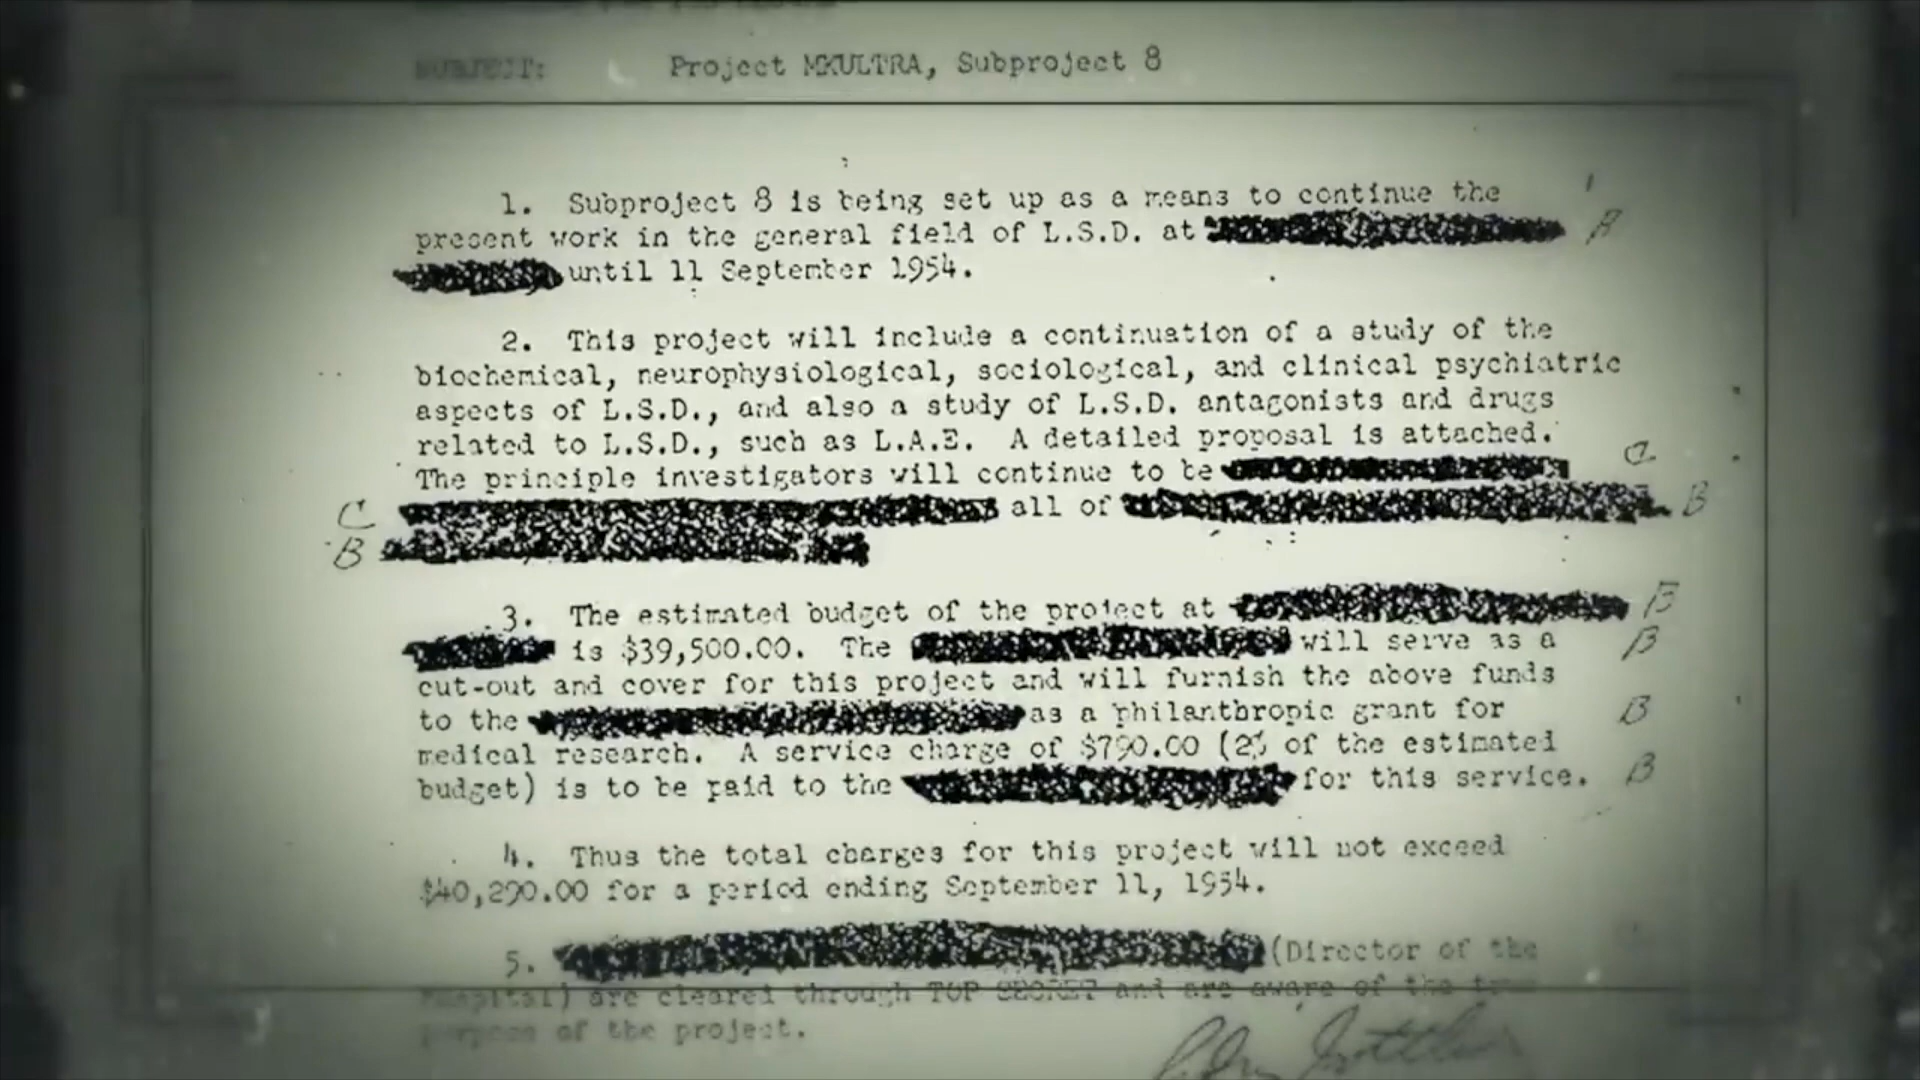 SUBJECT: Project MKULTRA, Subproject 8
1. Subproject 8 is being set up as a means to continue the
present work in the general field of L.S.D. at
until 11 September 1954.
2. This project will include a continuation of a study of the
biochemical, neurophysiological, sociological, and clinical psychiatric
aspects of L.S.D., and also a study of L.S.D. antagonists and drugs
related to L.S.D., such as L.A.E. A detailed proposal is attached.
The principle investigators will continue to be
C
C all of B
B
3. The estimated budget of the project at B
is $39,500.00. The will serve as a B
cut-out and cover for this project and will furnish the above funds
to the as a philanthropic grant for B
medical research. A service charge of $790.00 (2% of the estimated
budget) is to be paid to the for this service. B
4. Thus the total charges for this project will not exceed
$40,290.00 for a period ending September 11, 1954.
5. (Director of the
hospital) are cleared through TOP SECRET and are aware of the true
purpose of the project.